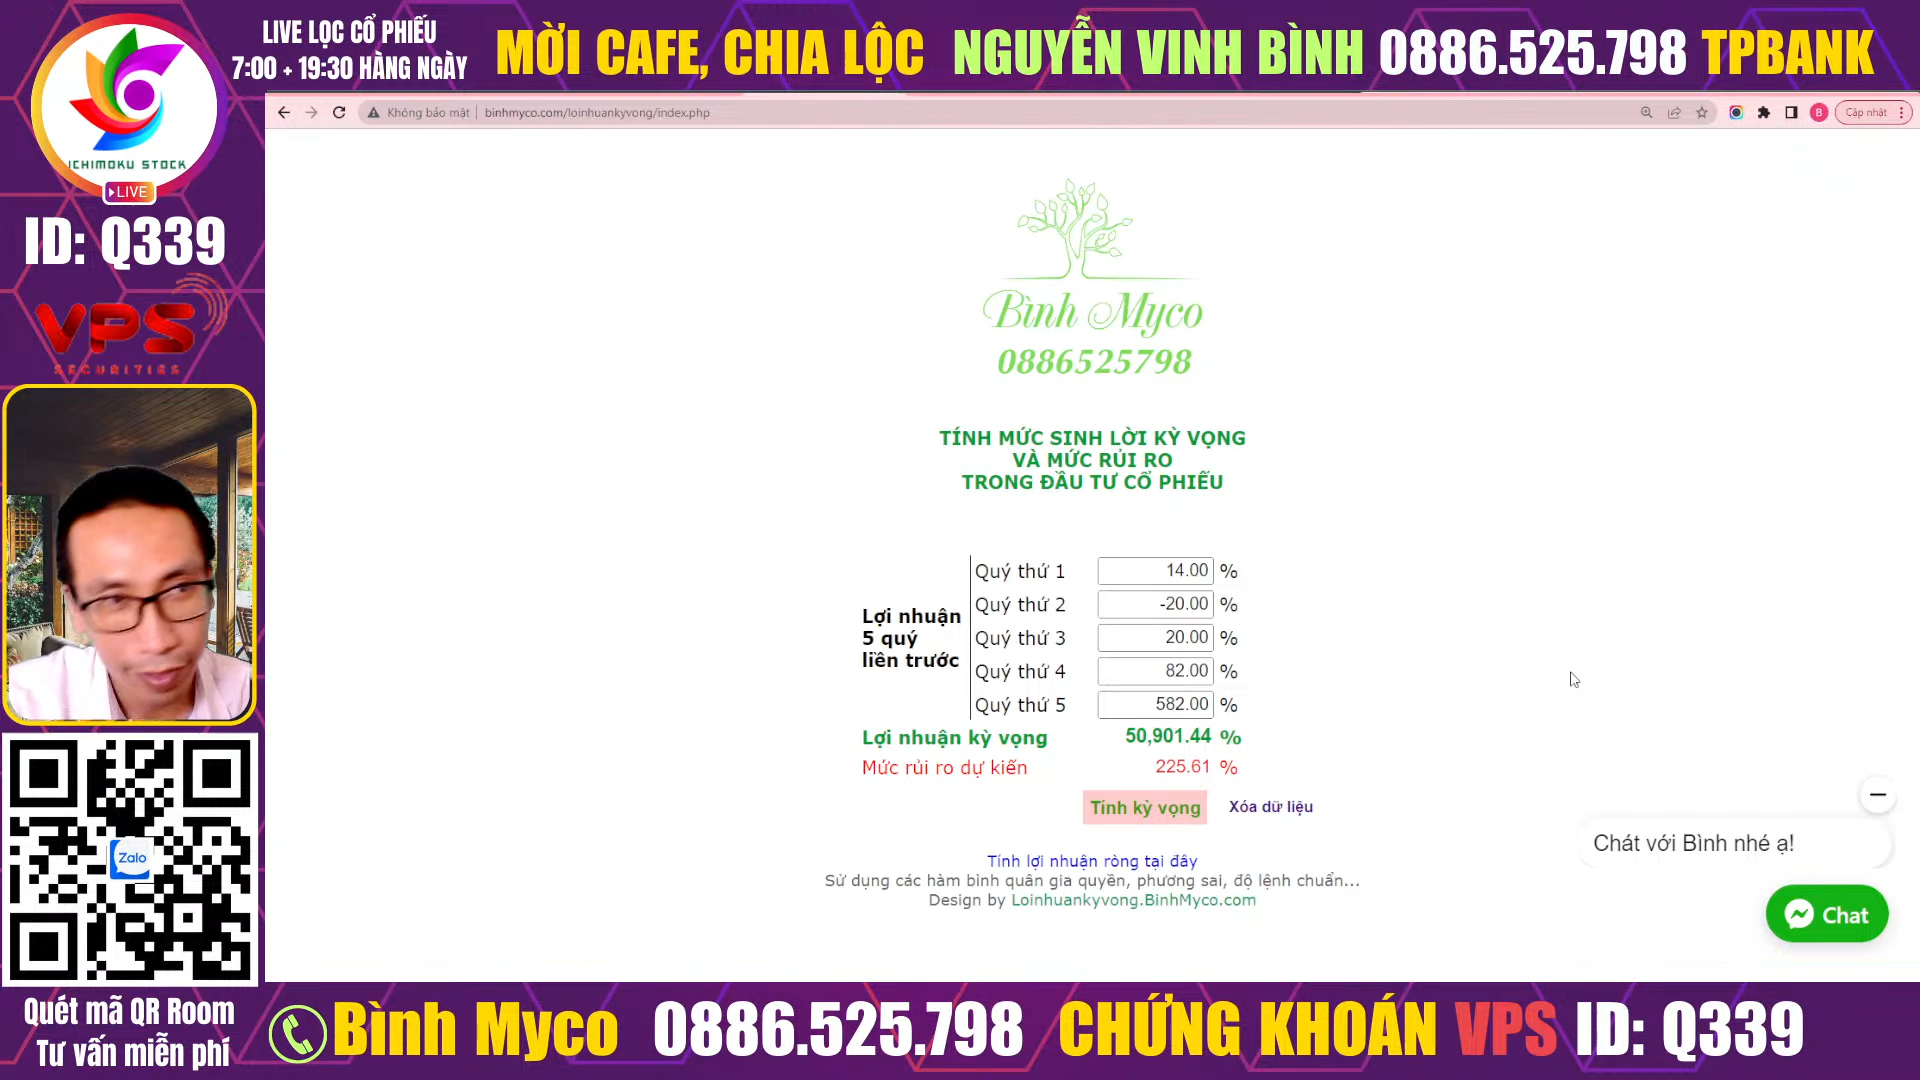 LIVE LỌC CỔ PHIẾU
7:00 + 19:30 HÀNG NGÀY
MỜI CAFE, CHIA LỘC NGUYỄN VINH BÌNH 0886.525.798 TPBANK
ICHIMOKU STOCK
LIVE
ID: Q339
VPS
SECURITIES
Không bảo mật
binhmyco.com/loinhuankyvong/index.php
B
Cập nhật
Bình Myco
0886525798
TÍNH MỨC SINH LỜI KỲ VỌNG
VÀ MỨC RỦI RO
TRONG ĐẦU TƯ CỔ PHIẾU
Lợi nhuận
5 quý
liền trước
Quý thứ 1 14.00 %
Quý thứ 2 -20.00 %
Quý thứ 3 20.00 %
Quý thứ 4 82.00 %
Quý thứ 5 582.00 %
Lợi nhuận kỳ vọng 50,901.44 %
Mức rủi ro dự kiến 225.61 %
Tính kỳ vọng Xóa dữ liệu
Tính lợi nhuận ròng tại đây
Sử dụng các hàm bình quân gia quyền, phương sai, độ lệnh chuẩn...
Design by Loinhuankyvong.BinhMyco.com
Chát với Bình nhé ạ!
Chat
Zalo
Quét mã QR Room
Tư vấn miễn phí
Bình Myco 0886.525.798 CHỨNG KHOÁN VPS ID: Q339